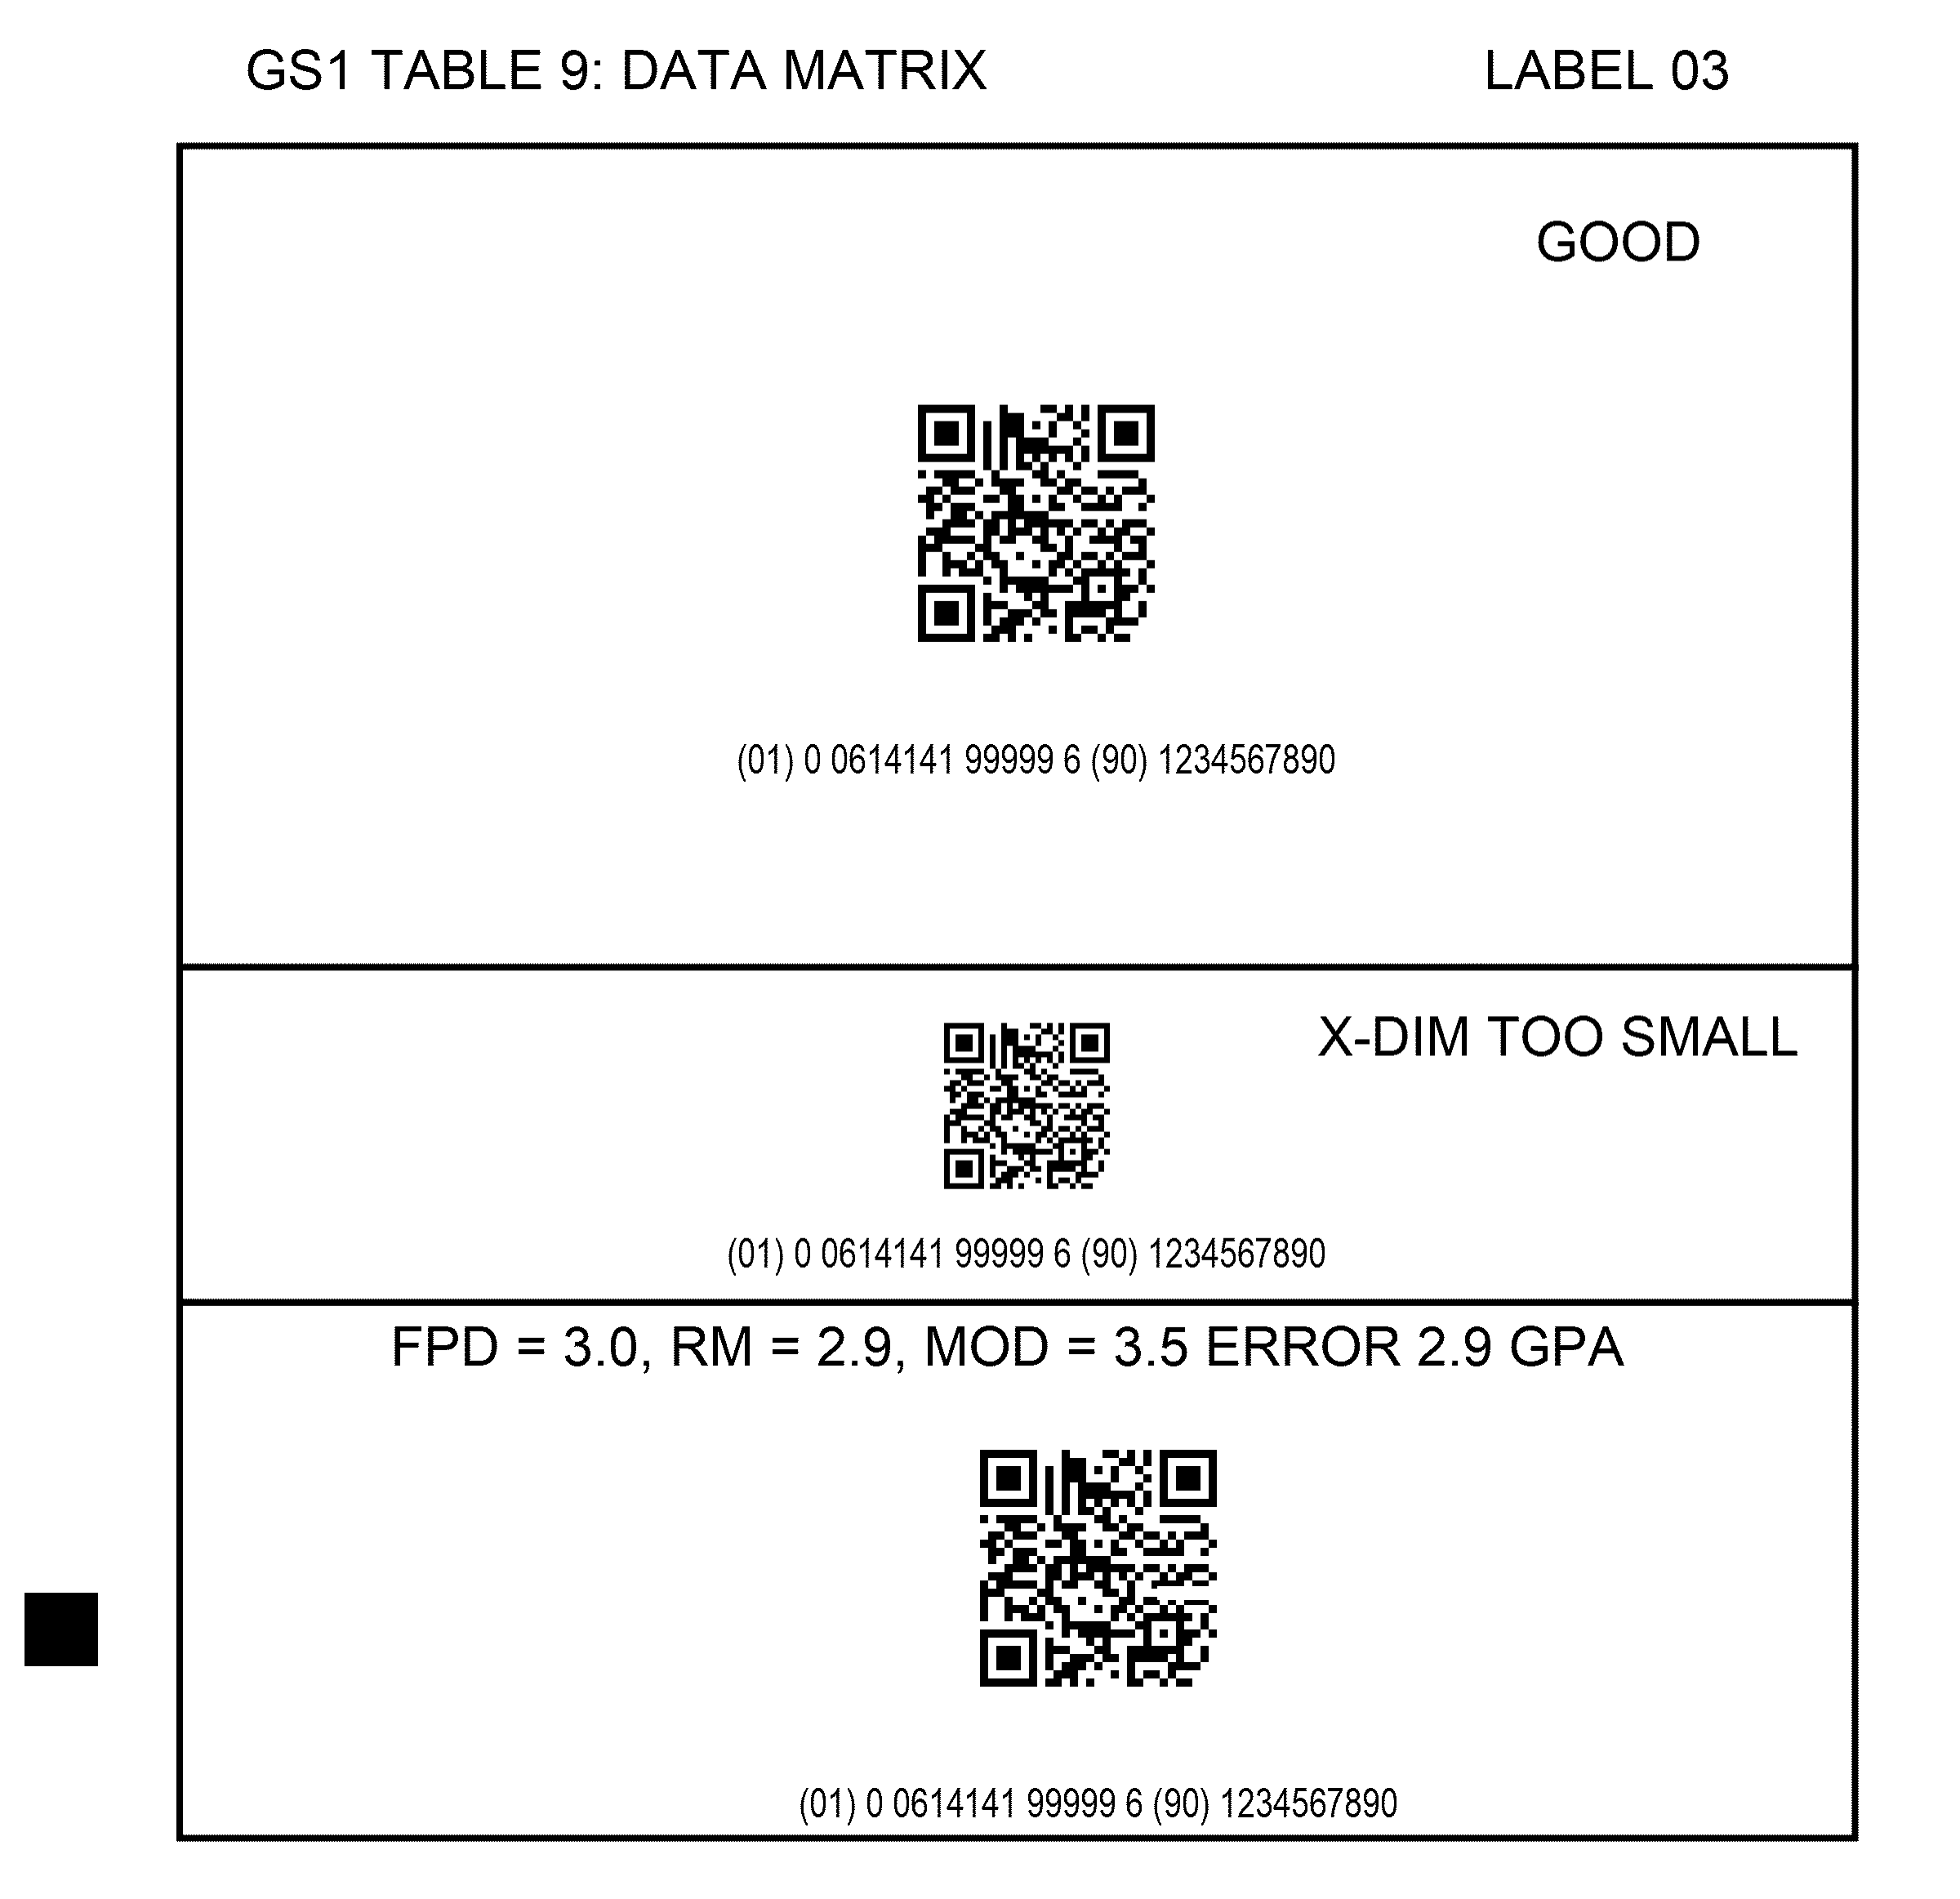 GS1 TABLE 9: DATA MATRIX LABEL 03
GOOD
(01) 0 0614141 99999 6 (90) 1234567890
X-DIM TOO SMALL
(01) 0 0614141 99999 6 (90) 1234567890
FPD = 3.0, RM = 2.9, MOD = 3.5 ERROR 2.9 GPA
(01) 0 0614141 99999 6 (90) 1234567890